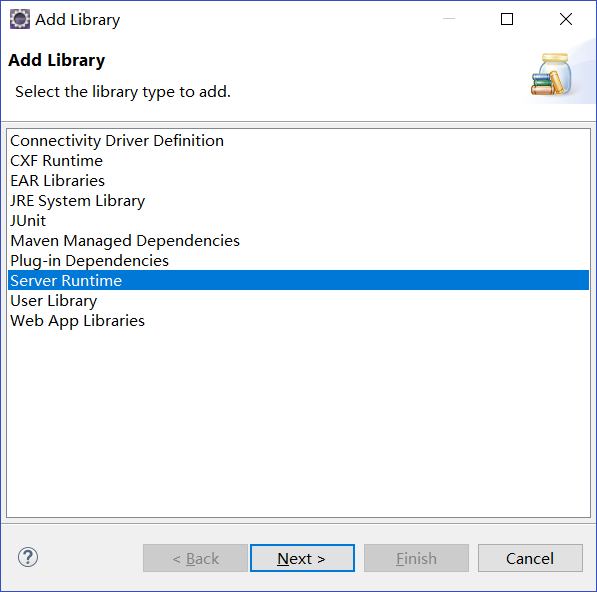 Add Library
Add Library
Select the library type to add.
Connectivity Driver Definition
CXF Runtime
EAR Libraries
JRE System Library
JUnit
Maven Managed Dependencies
Plug-in Dependencies
Server Runtime
User Library
Web App Libraries
? < Back Next > Finish Cancel